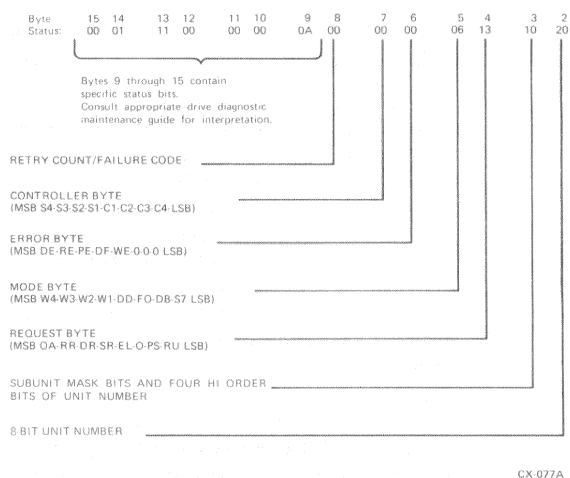 Byte 15 14 13 12 11 10 9 8 7 6 5 4 3 2
Status: 00 01 11 00 00 00 0A 00 00 00 06 13 10 20
Bytes 9 through 15 contain
specific status bits.
Consult appropriate drive diagnostic
maintenance guide for interpretation.
RETRY COUNT/FAILURE CODE
CONTROLLER BYTE
(MSB S4-S3-S2-S1-C1-C2-C3-C4-LSB)
ERROR BYTE
(MSB DE-RE-PE-DF-WE-0-0-0 LSB)
MODE BYTE
(MSB W4-W3-W2-W1-DD-FO-DB-S7 LSB)
REQUEST BYTE
(MSB OA-RR-DR-SR-EL-O-PS-RU LSB)
SUBUNIT MASK BITS AND FOUR HI ORDER
BITS OF UNIT NUMBER
8-BIT UNIT NUMBER
CX-077A